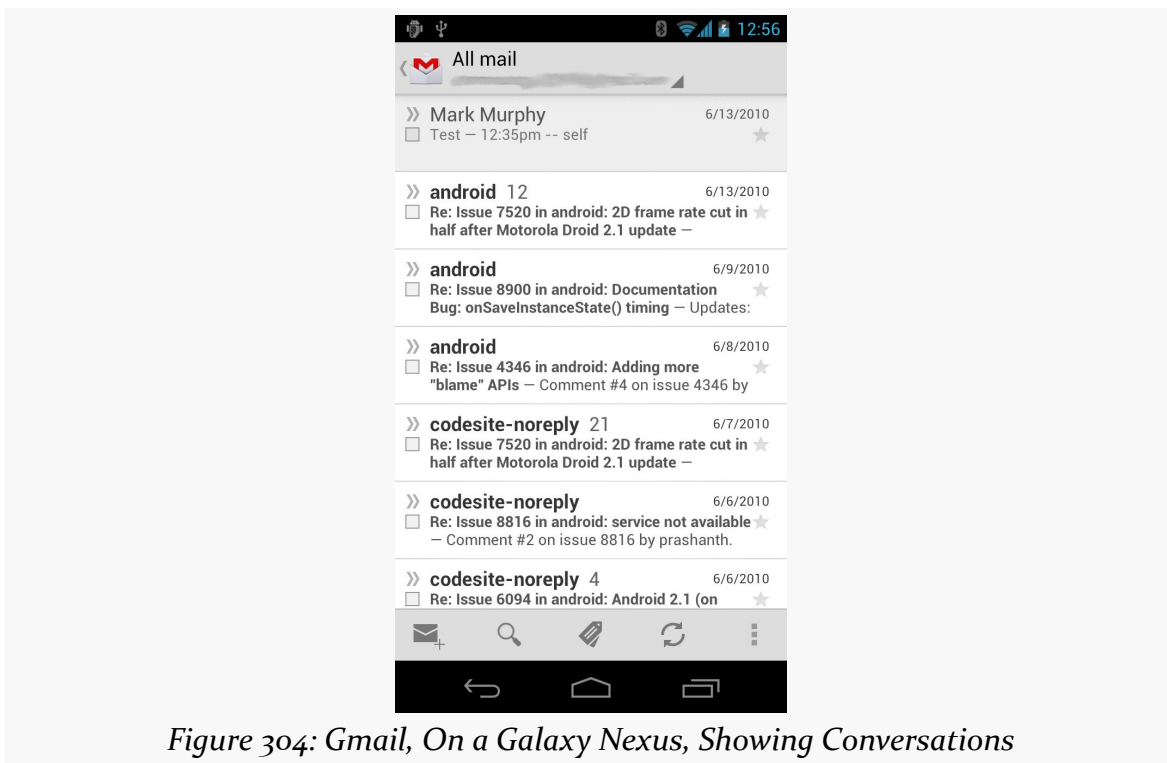 12:56
All mail
Mark Murphy 6/13/2010
Test — 12:35pm -- self
android 12 6/13/2010
Re: Issue 7520 in android: 2D frame rate cut in
half after Motorola Droid 2.1 update —
android 6/9/2010
Re: Issue 8900 in android: Documentation
Bug: onSaveInstanceState() timing — Updates:
android 6/8/2010
Re: Issue 4346 in android: Adding more
"blame" APIs — Comment #4 on issue 4346 by
codesite-noreply 21 6/7/2010
Re: Issue 7520 in android: 2D frame rate cut in
half after Motorola Droid 2.1 update —
codesite-noreply 6/6/2010
Re: Issue 8816 in android: service not available
— Comment #2 on issue 8816 by prashanth.
codesite-noreply 4 6/6/2010
Re: Issue 6094 in android: Android 2.1 (on
Figure 304: Gmail, On a Galaxy Nexus, Showing Conversations